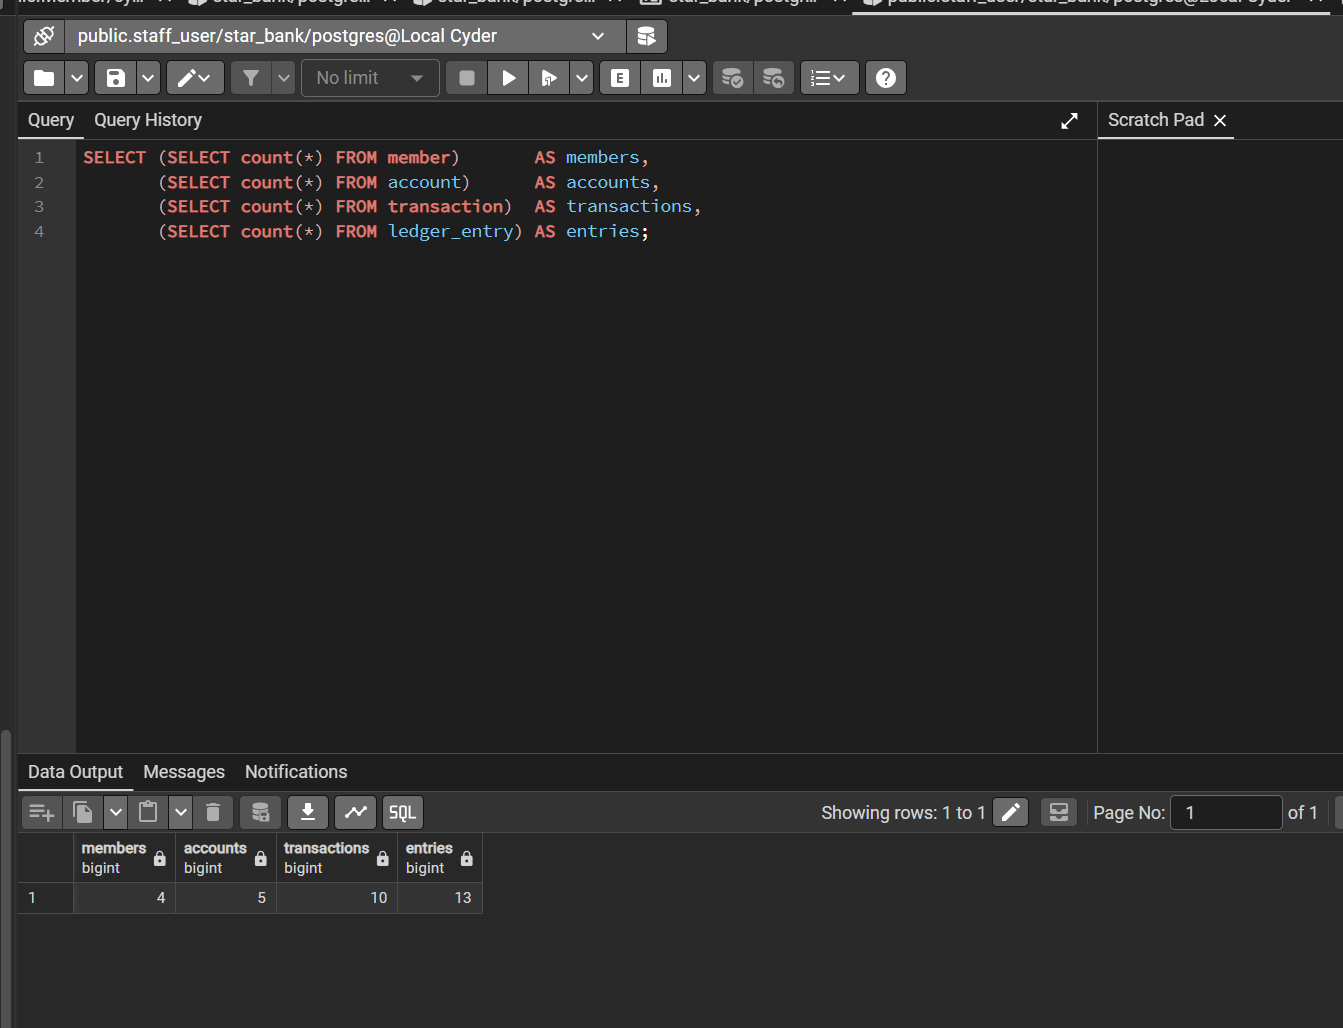 public.staff_user/star_bank/postgres@Local Cyder
No limit
E
Query Query History
Scratch Pad
1 SELECT (SELECT count(*) FROM member) AS members,
2 (SELECT count(*) FROM account) AS accounts,
3 (SELECT count(*) FROM transaction) AS transactions,
4 (SELECT count(*) FROM ledger_entry) AS entries;
Data Output Messages Notifications
SQL
Showing rows: 1 to 1
Page No: 1 of 1
members accounts transactions entries
bigint bigint bigint bigint
1 4 5 10 13